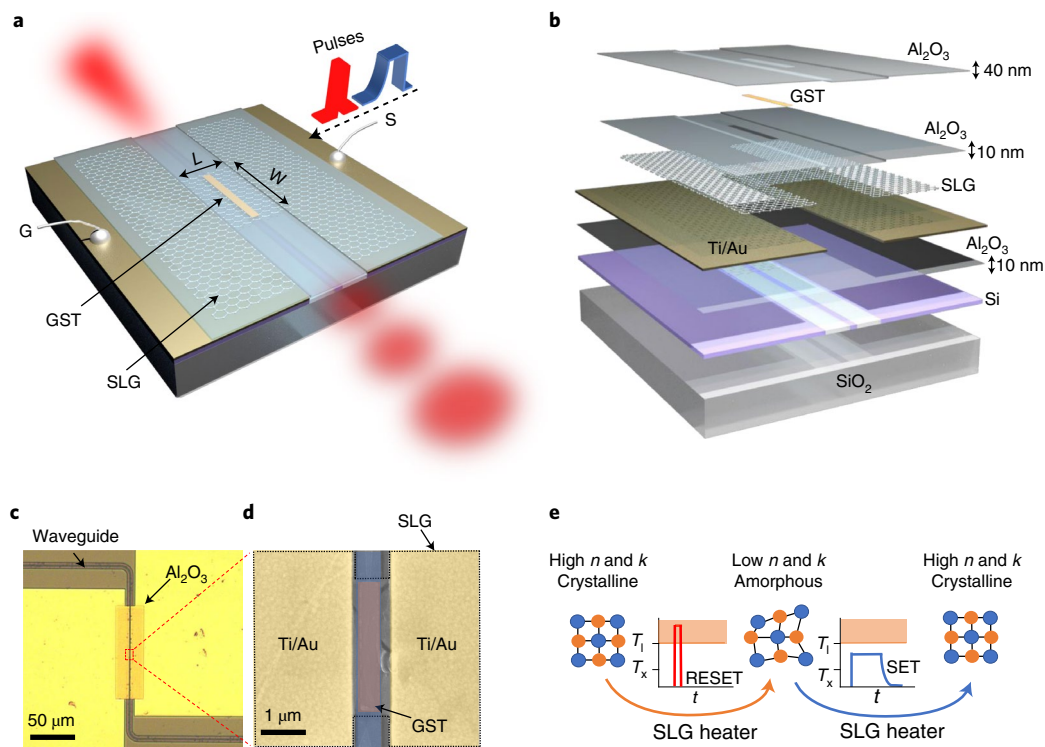 a
Pulses
S
L
W
G
GST
SLG
b
Al2O3
40 nm
GST
Al2O3
10 nm
SLG
Ti/Au
Al2O3
10 nm
Si
SiO2
c
Waveguide
Al2O3
50 μm
d
SLG
Ti/Au
Ti/Au
1 μm
GST
e
High n and k
Crystalline
Low n and k
Amorphous
High n and k
Crystalline
Tl
Tx
RESET
t
Tl
Tx
SET
t
SLG heater
SLG heater